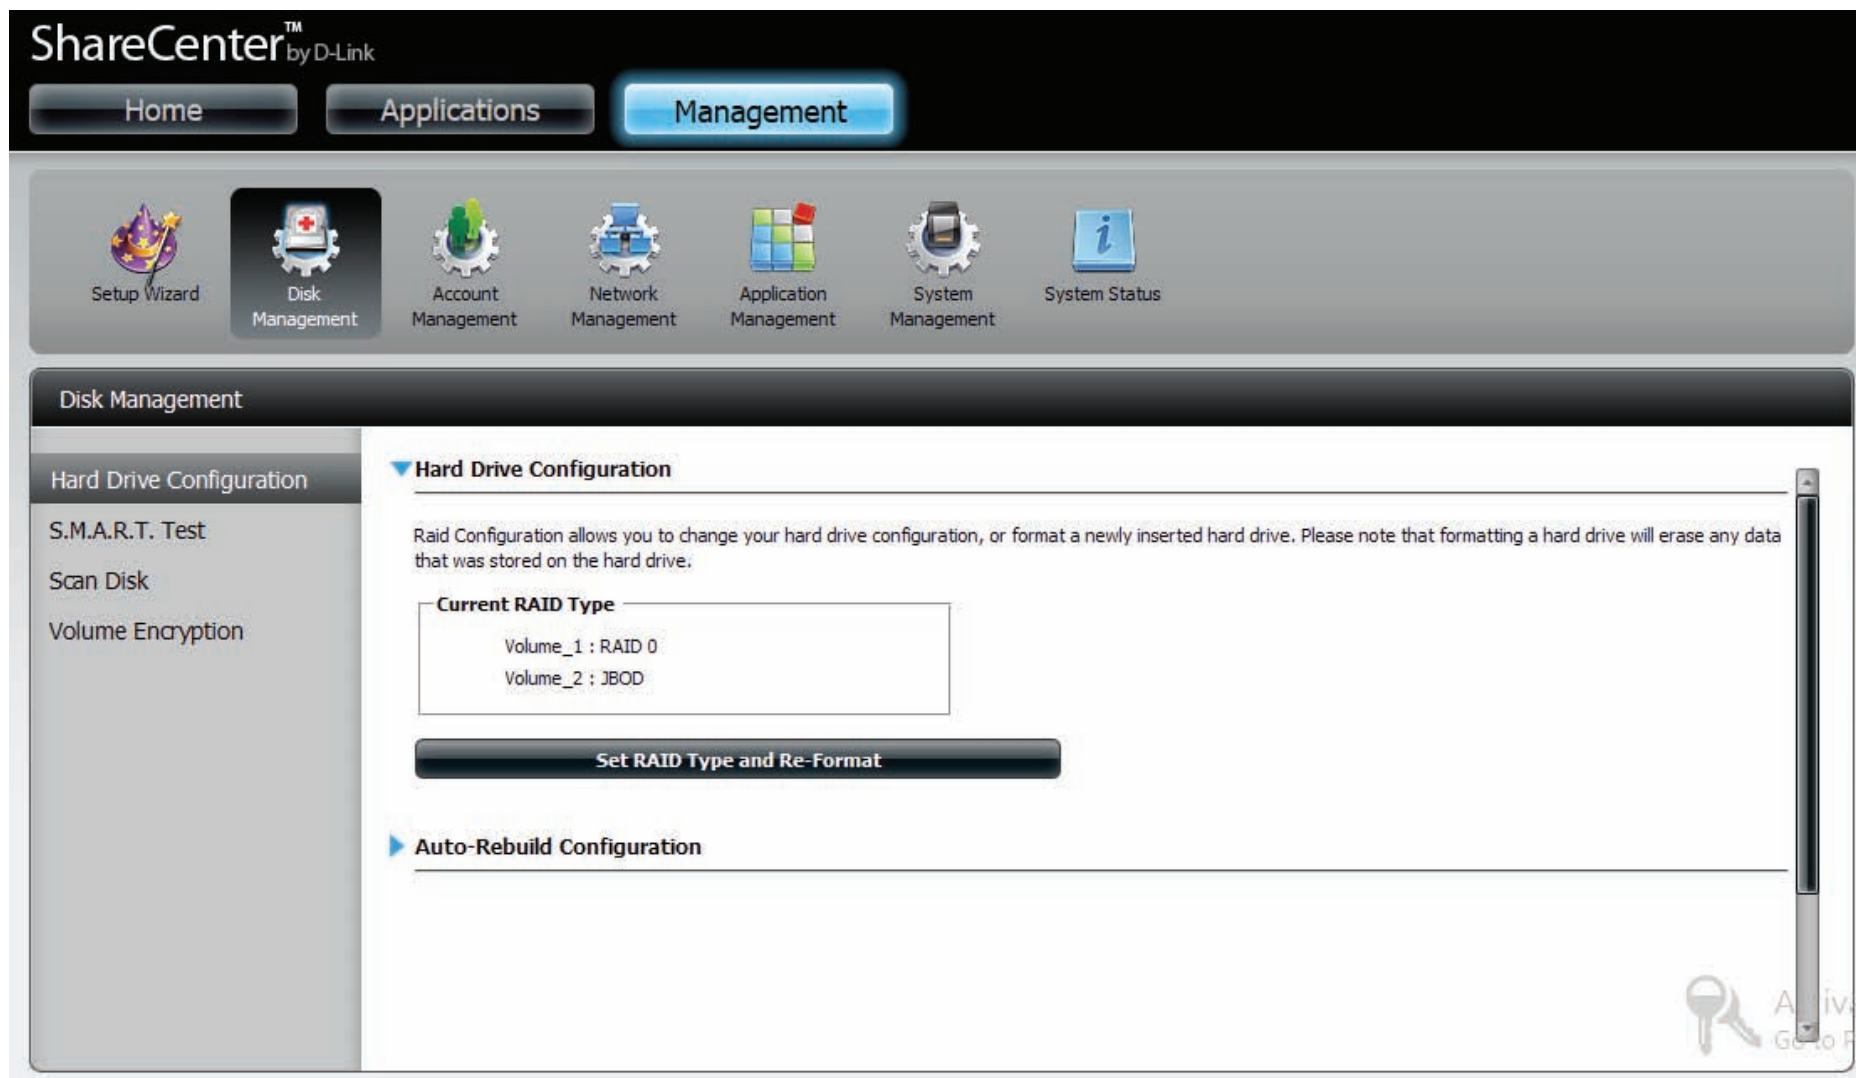 ShareCenter™ by D-Link
Home Applications Management
Setup Wizard
Disk Management
Account Management
Network Management
Application Management
System Management
System Status
Disk Management
Hard Drive Configuration
S.M.A.R.T. Test
Scan Disk
Volume Encryption
Hard Drive Configuration
Raid Configuration allows you to change your hard drive configuration, or format a newly inserted hard drive. Please note that formatting a hard drive will erase any data
that was stored on the hard drive.
Current RAID Type
Volume_1 : RAID 0
Volume_2 : JBOD
Set RAID Type and Re-Format
Auto-Rebuild Configuration